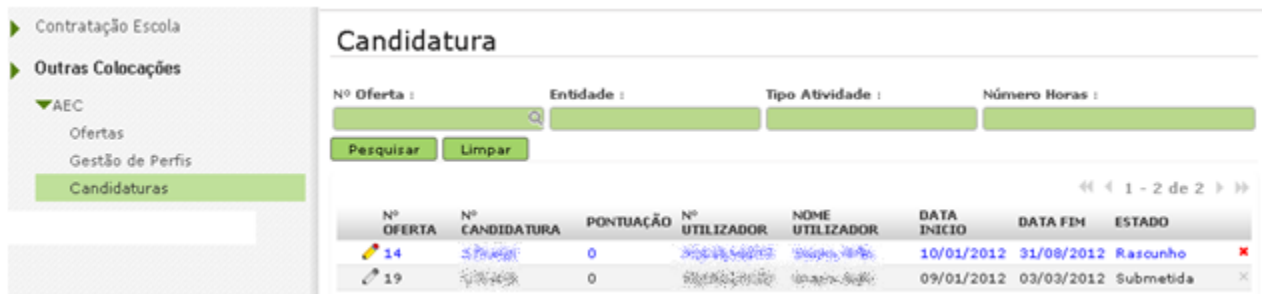 Contratação Escola
Outras Colocações
AEC
Ofertas
Gestão de Perfis
Candidaturas
Candidatura
Nº Oferta : Entidade : Tipo Atividade : Número Horas :
Pesquisar Limpar
1 - 2 de 2
Nº OFERTA Nº CANDIDATURA PONTUAÇÃO Nº UTILIZADOR NOME UTILIZADOR DATA INICIO DATA FIM ESTADO
14 0 10/01/2012 31/08/2012 Rascunho
19 0 09/01/2012 03/03/2012 Submetida